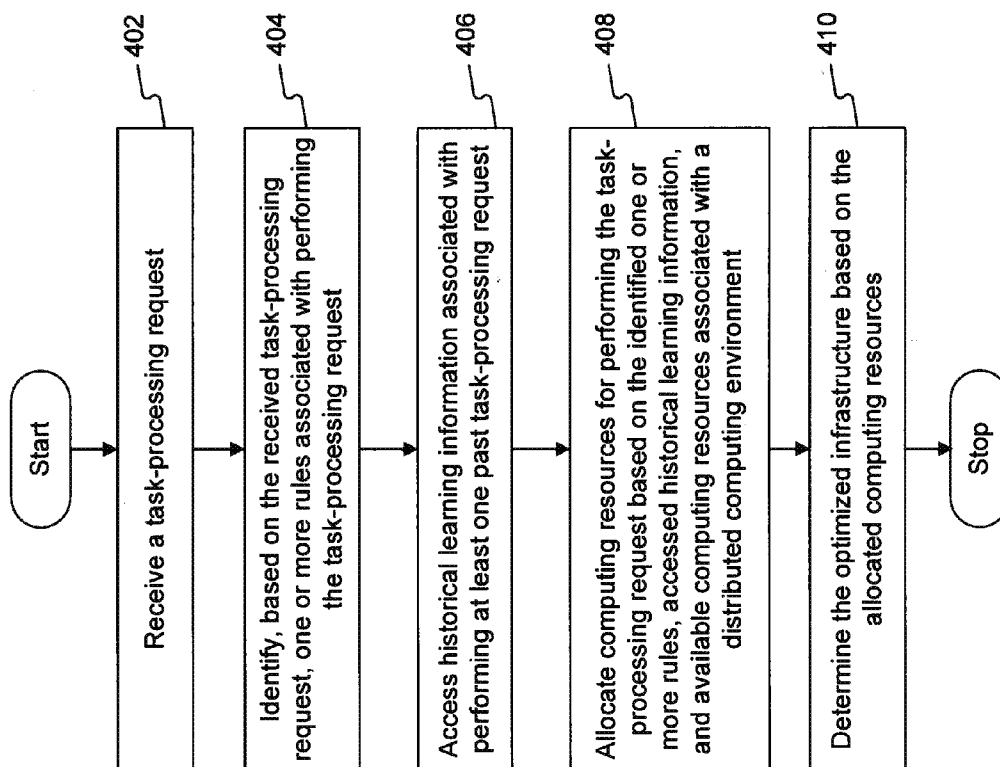 Start
Receive a task-processing request
402
Identify, based on the received task-processing
request, one or more rules associated with performing
the task-processing request
404
Access historical learning information associated with
performing at least one past task-processing request
406
Allocate computing resources for performing the task-
processing request based on the identified one or
more rules, accessed historical learning information,
and available computing resources associated with a
distributed computing environment
408
Determine the optimized infrastructure based on the
allocated computing resources
410
Stop